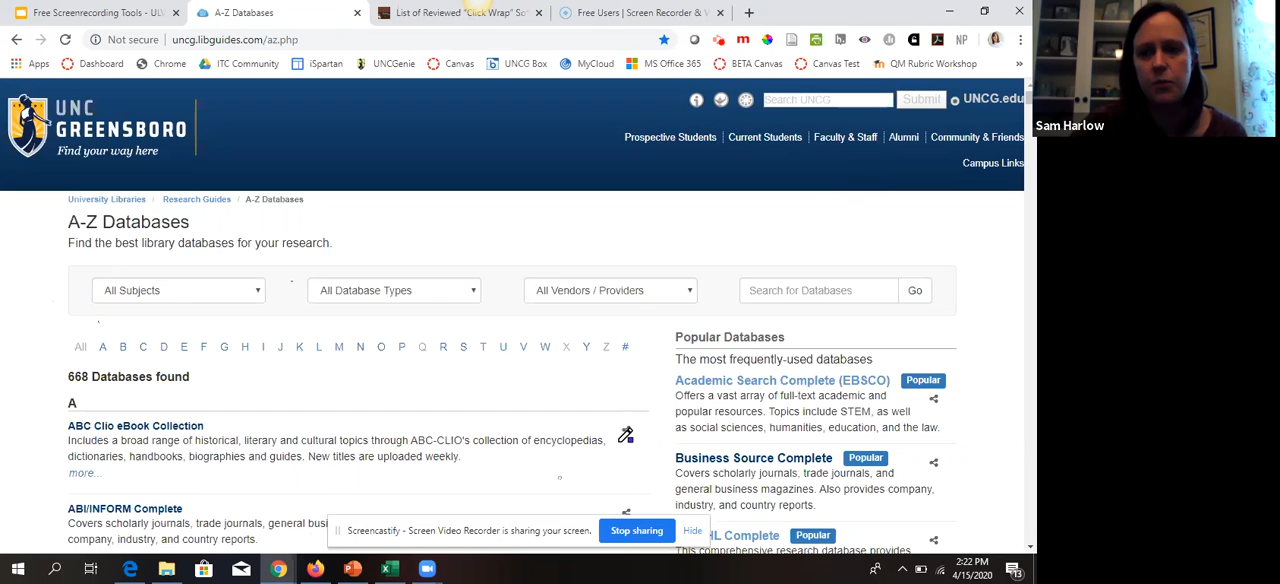 Free Screenrecording Tools - ULV
A-Z Databases
List of Reviewed "Click Wrap" So
Free Users | Screen Recorder & V
Not secure | uncg.libguides.com/az.php
NP
Apps
Dashboard
Chrome
ITC Community
iSpartan
UNCGenie
Canvas
UNCG Box
MyCloud
MS Office 365
BETA Canvas
Canvas Test
QM Rubric Workshop
»
Sam Harlow
UNC
GREENSBORO
Find your way here
Search UNCG
Submit
UNCG.edu
Prospective Students | Current Students | Faculty & Staff | Alumni | Community & Friends
Campus Links
University Libraries / Research Guides / A-Z Databases
A-Z Databases
Find the best library databases for your research.
All Subjects
All Database Types
All Vendors / Providers
Search for Databases
Go
All A B C D E F G H I J K L M N O P Q R S T U V W X Y Z #
668 Databases found
A
ABC Clio eBook Collection
Includes a broad range of historical, literary and cultural topics through ABC-CLIO's collection of encyclopedias,
dictionaries, handbooks, biographies and guides. New titles are uploaded weekly.
more...
ABI/INFORM Complete
Covers scholarly journals, trade journals, general busi
company, industry, and country reports.
Popular Databases
The most frequently-used databases
Academic Search Complete (EBSCO) Popular
Offers a vast array of full-text academic and
popular resources. Topics include STEM, as well
as social sciences, humanities, education, and the law.
Business Source Complete Popular
Covers scholarly journals, trade journals, and
general business magazines. Also provides company,
industry, and country reports.
HL Complete Popular
This comprehensive research database provides
Screencastify - Screen Video Recorder is sharing your screen.
Stop sharing
Hide
2:22 PM
4/15/2020
13